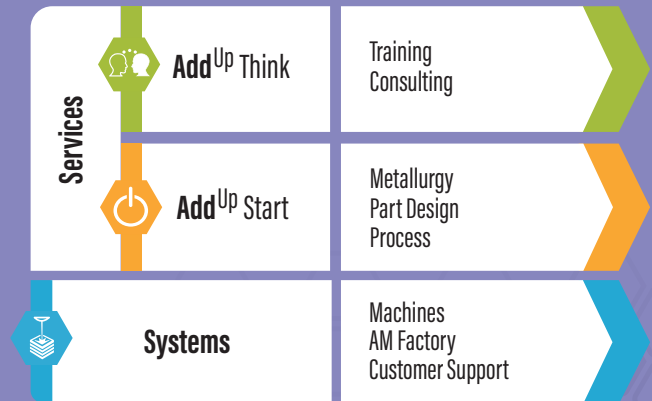 Services
AddUp Think
Training
Consulting
AddUp Start
Metallurgy
Part Design
Process
Systems
Machines
AM Factory
Customer Support